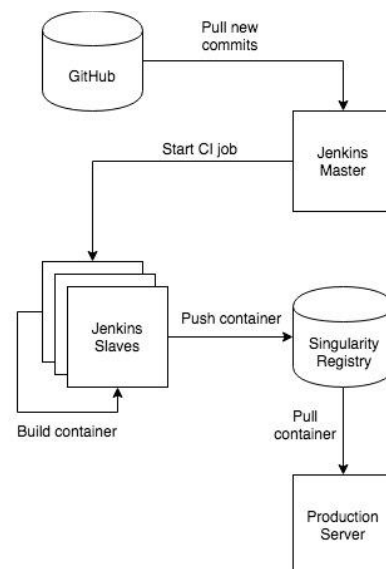 Pull new
commits
GitHub
Start CI job
Jenkins
Master
Jenkins
Slaves
Push container
Singularity
Registry
Build container
Pull
container
Production
Server